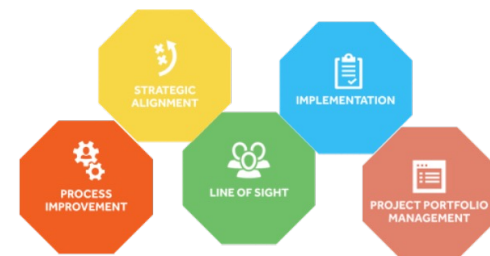 STRATEGIC
ALIGNMENT
IMPLEMENTATION
PROCESS
IMPROVEMENT
LINE OF SIGHT
PROJECT PORTFOLIO
MANAGEMENT